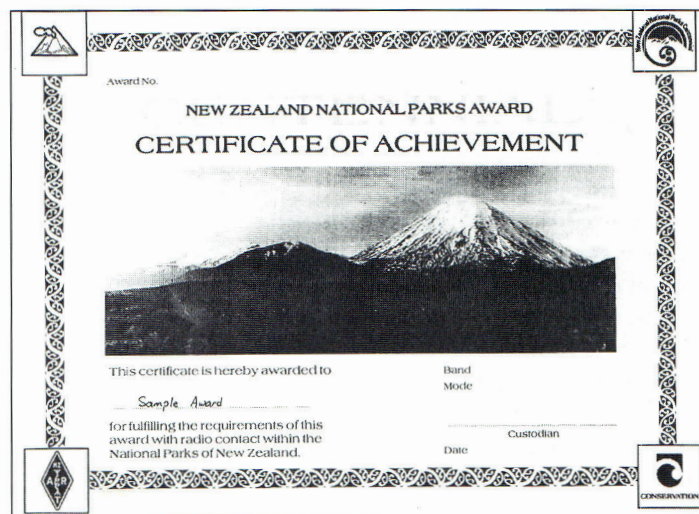 Award No.
NEW ZEALAND NATIONAL PARKS AWARD
CERTIFICATE OF ACHIEVEMENT
This certificate is hereby awarded to
Sample Award
for fulfilling the requirements of this
award with radio contact within the
National Parks of New Zealand.
Band
Mode
Custodian
Date
CONSERVATION